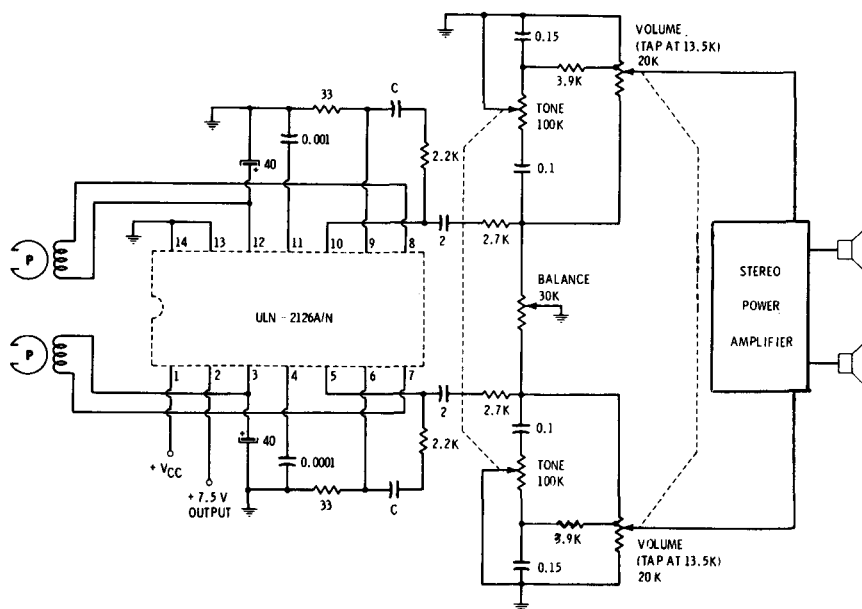 0.15
VOLUME
(TAP AT 13.5K)
20K
3.9K
33
C
TONE
100K
0.001
2.2K
40
+
0.1
14 13 12 11 10 9 8
2
2.7K
P
BALANCE
30K
ULN - 2126A/N
STEREO
POWER
AMPLIFIER
P
1 2 3 4 5 6 7
2
2.7K
+
40
0.1
2.2K
+ VCC
0.0001
TONE
100K
+ 7.5 V
OUTPUT
33
C
3.9K
VOLUME
(TAP AT 13.5K)
20K
0.15